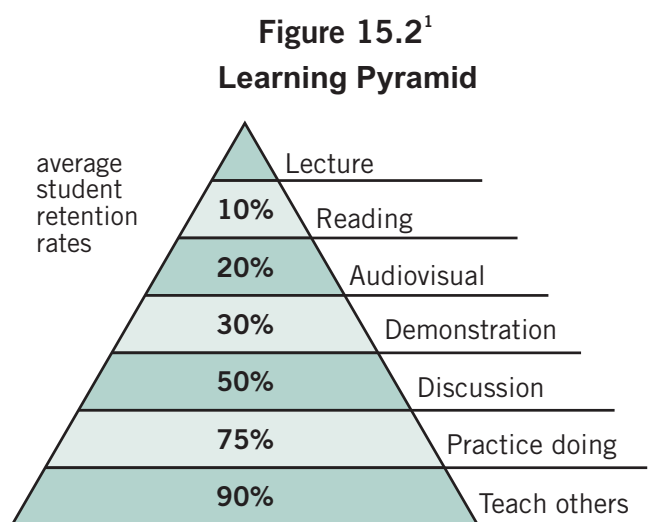 Figure 15.2¹
Learning Pyramid
average
student
retention
rates
Lecture
10%
Reading
20%
Audiovisual
30%
Demonstration
50%
Discussion
75%
Practice doing
90%
Teach others